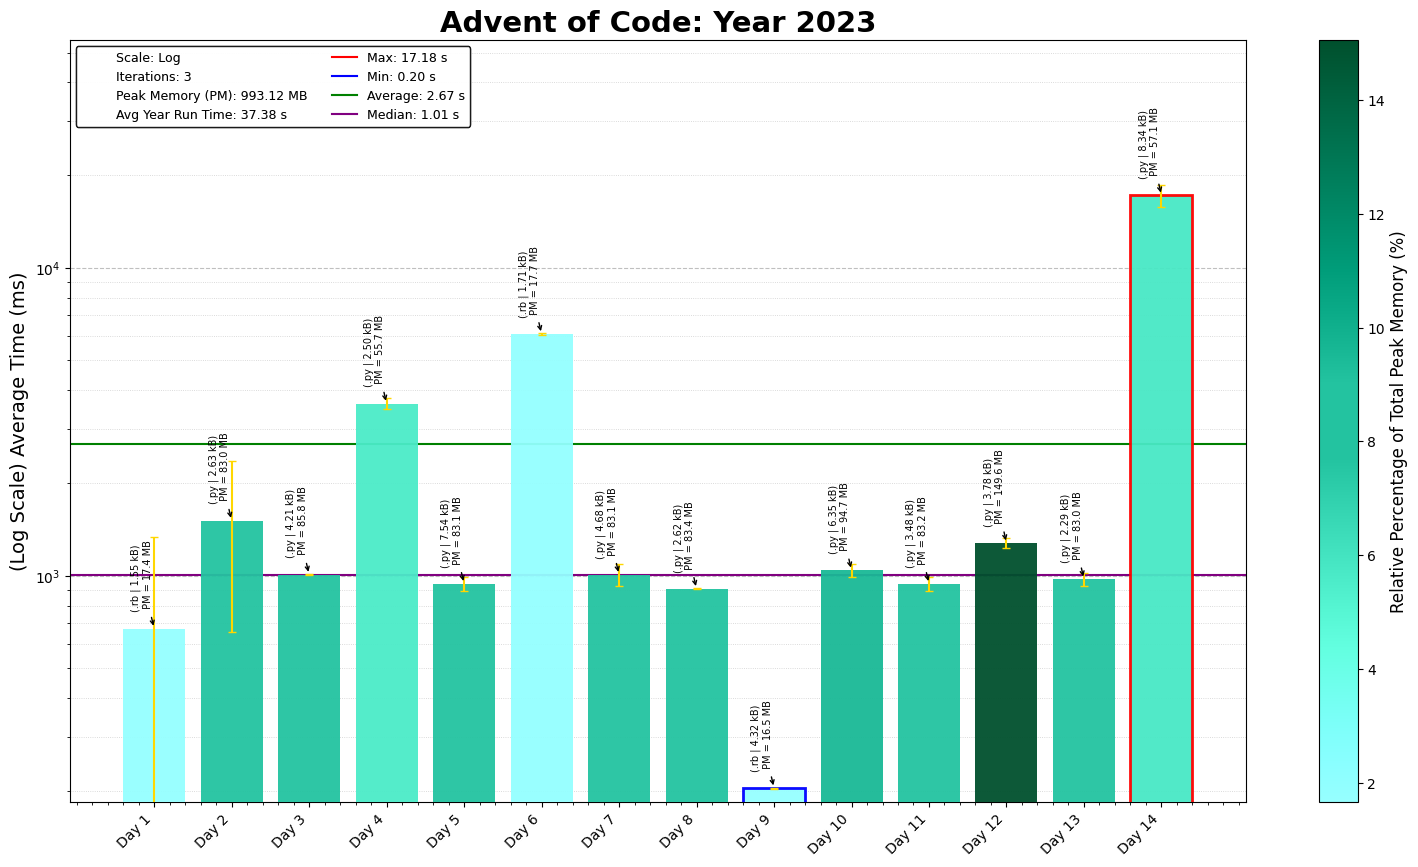 Advent of Code: Year 2023
Scale: Log
Iterations: 3
Peak Memory (PM): 993.12 MB
Avg Year Run Time: 37.38 s
Max: 17.18 s
Min: 0.20 s
Average: 2.67 s
Median: 1.01 s
(Log Scale) Average Time (ms)
10⁴
10³
(.rb | 1.55 kB)
PM = 17.4 MB
(.py | 2.63 kB)
PM = 83.0 MB
(.py | 4.21 kB)
PM = 85.8 MB
(.py | 2.50 kB)
PM = 55.7 MB
(.py | 7.54 kB)
PM = 83.1 MB
(.rb | 1.71 kB)
PM = 17.7 MB
(.py | 4.68 kB)
PM = 83.1 MB
(.py | 2.62 kB)
PM = 83.4 MB
(.rb | 4.32 kB)
PM = 16.5 MB
(.py | 6.35 kB)
PM = 94.7 MB
(.py | 3.48 kB)
PM = 83.2 MB
(.py | 3.78 kB)
PM = 149.6 MB
(.py | 2.29 kB)
PM = 83.0 MB
(.py | 8.34 kB)
PM = 57.1 MB
Day 1
Day 2
Day 3
Day 4
Day 5
Day 6
Day 7
Day 8
Day 9
Day 10
Day 11
Day 12
Day 13
Day 14
14
12
10
8
6
4
2
Relative Percentage of Total Peak Memory (%)